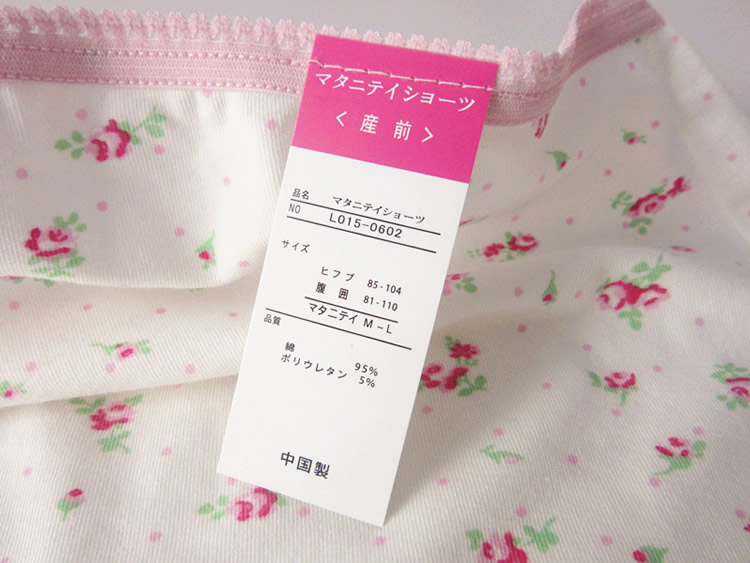 マタニテイショーツ
<産前>
品名 マタニテイショーツ
NO L015-0602
サイズ
ヒフプ 85-104
腹囲 81-110
マタニテイ M-L
品質
綿 95%
ポリウレタン 5%
中国製